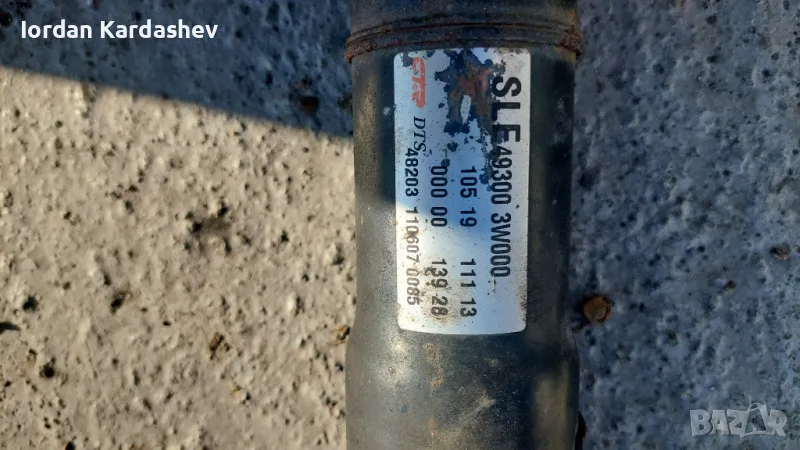 Iordan Kardashev
SLE 49300 3W000
105 19 111 13
DTS 000 00 139 28
48203 110607 0085
BAZAR